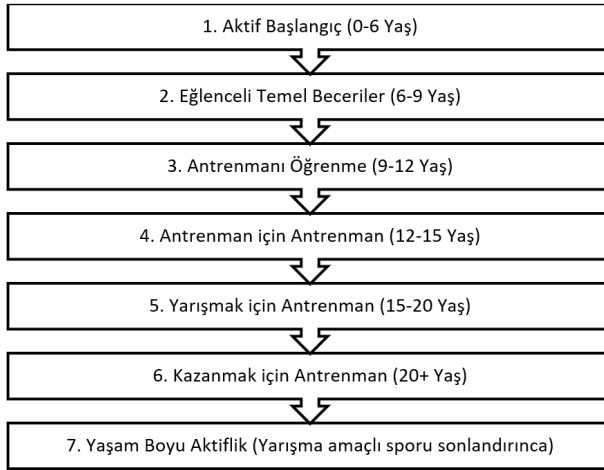 1. Aktif Başlangıç (0-6 Yaş)
2. Eğlenceli Temel Beceriler (6-9 Yaş)
3. Antrenmanı Öğrenme (9-12 Yaş)
4. Antrenman için Antrenman (12-15 Yaş)
5. Yarışmak için Antrenman (15-20 Yaş)
6. Kazanmak için Antrenman (20+ Yaş)
7. Yaşam Boyu Aktiflik (Yarışma amaçlı sporu sonlandırınca)